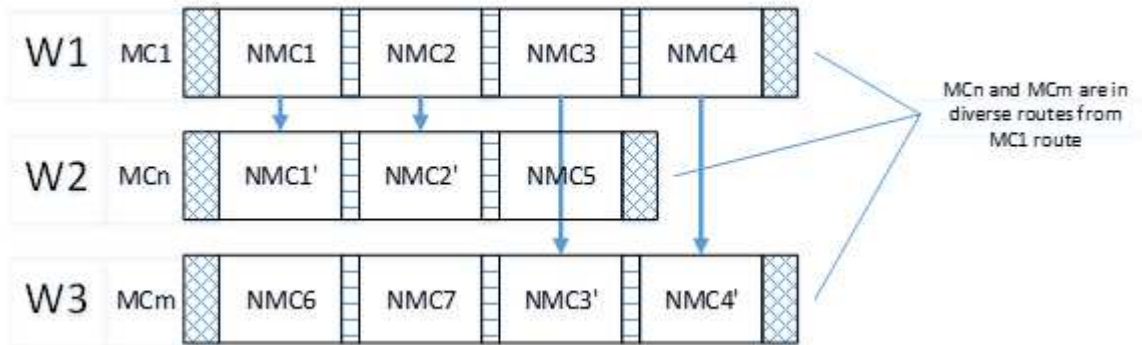 W1 MC1 NMC1 NMC2 NMC3 NMC4
MCn and MCm are in
diverse routes from
MC1 route
W2 MCn NMC1' NMC2' NMC5
W3 MCm NMC6 NMC7 NMC3' NMC4'